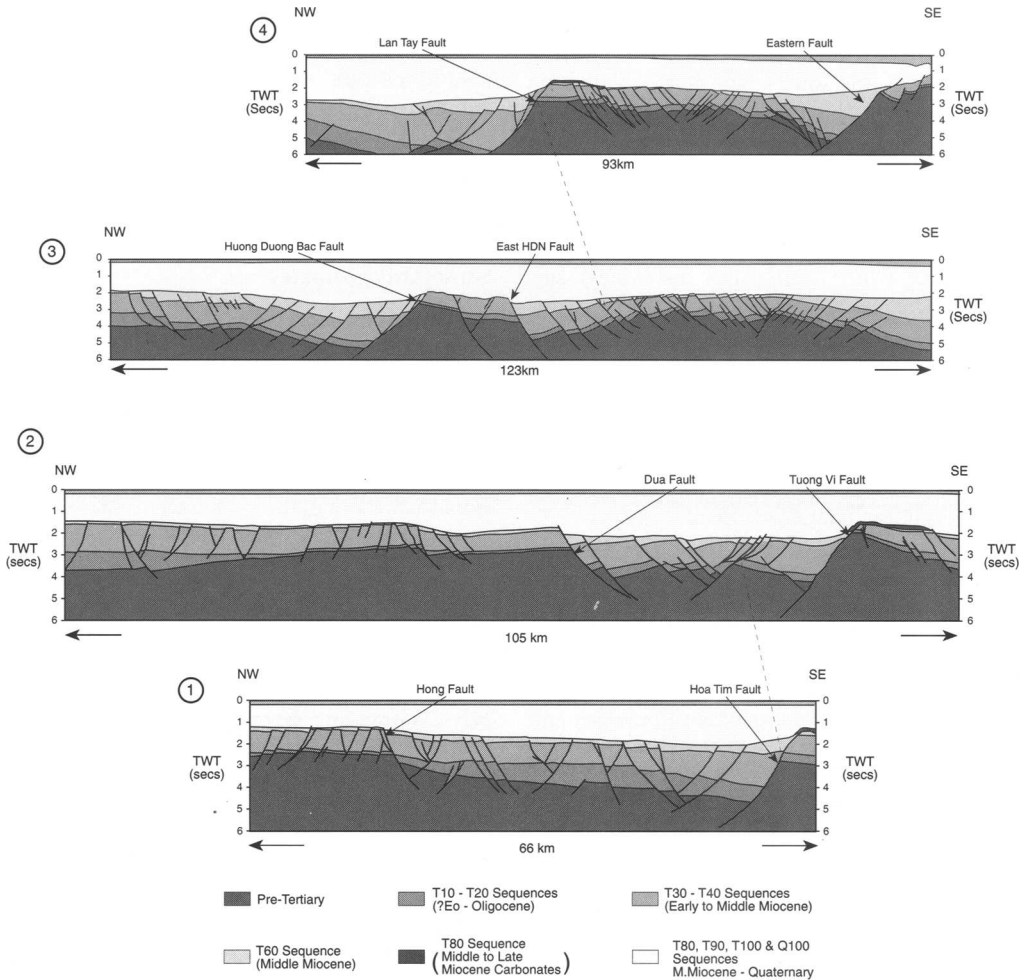 4
NW
SE
Lan Tay Fault
Eastern Fault
0
1
2
3
4
5
6
TWT
(Secs)
0
1
2
3
4
5
6
TWT
(Secs)
93km
3
NW
SE
Huong Duong Bac Fault
East HDN Fault
0
1
2
3
4
5
6
TWT
(Secs)
0
1
2
3
4
5
6
TWT
(Secs)
123km
2
NW
SE
Dua Fault
Tuong Vi Fault
0
1
2
3
4
5
6
TWT
(secs)
0
1
2
3
4
5
6
TWT
(secs)
105 km
1
NW
SE
Hong Fault
Hoa Tim Fault
0
1
2
3
4
5
6
TWT
(secs)
0
1
2
3
4
5
6
TWT
(secs)
66 km
Pre-Tertiary
T10 - T20 Sequences
(?Eo - Oligocene)
T30 - T40 Sequences
(Early to Middle Miocene)
T60 Sequence
(Middle Miocene)
T80 Sequence
(Middle to Late
Miocene Carbonates)
T80, T90, T100 & Q100
Sequences
M.Miocene - Quaternary